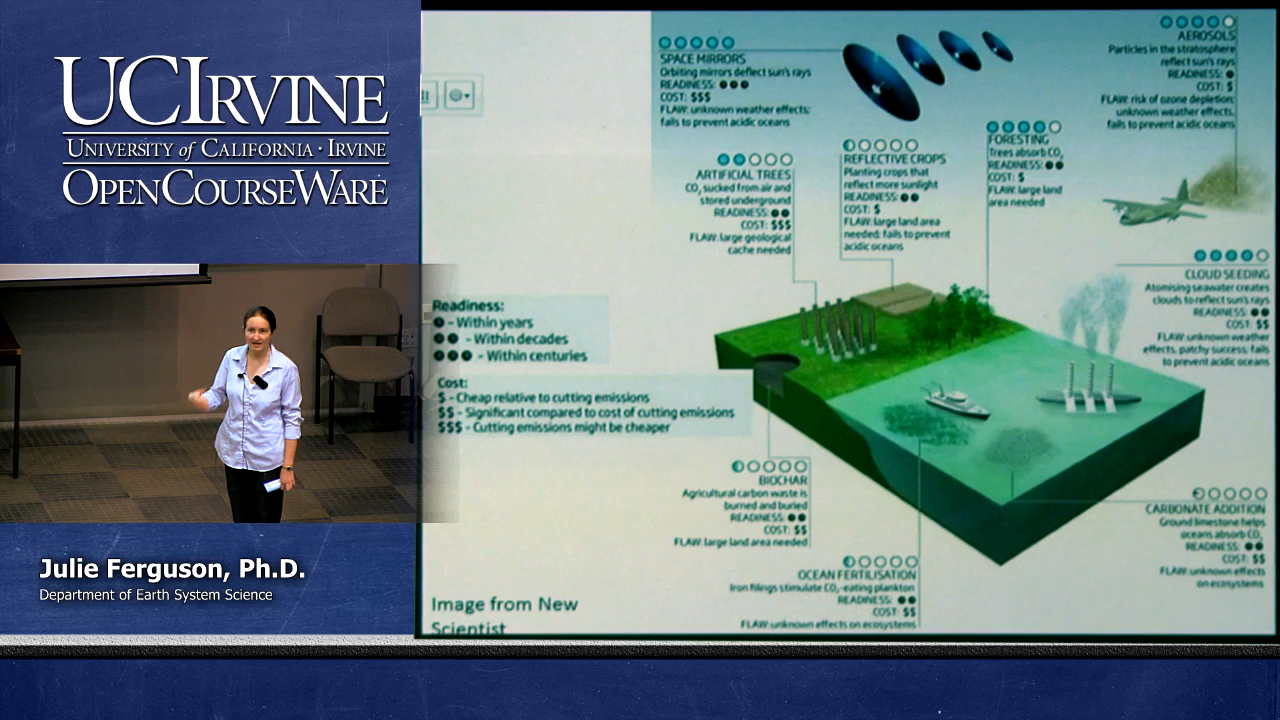 UCIRVINE
UNIVERSITY of CALIFORNIA · IRVINE
OPENCOURSEWARE
Julie Ferguson, Ph.D.
Department of Earth System Science
SPACE MIRRORS
Orbiting mirrors deflect sun's rays
READINESS: ●●●
COST: $$$
FLAW: unknown weather effects;
fails to prevent acidic oceans
AEROSOLS
Particles in the stratosphere
reflect sun's rays
READINESS: ●
COST: $
FLAW: risk of ozone depletion;
unknown weather effects.
fails to prevent acidic oceans
ARTIFICIAL TREES
CO₂ sucked from air and
stored underground
READINESS: ●●
COST: $$$
FLAW: large geological
cache needed
REFLECTIVE CROPS
Planting crops that
reflect more sunlight
READINESS: ●●
COST: $
FLAW: large land area
needed; fails to prevent
acidic oceans
FORESTING
Trees absorb CO₂
READINESS: ●●
COST: $
FLAW: large land
area needed
CLOUD SEEDING
Atomising seawater creates
clouds to reflect sun's rays
READINESS: ●●
COST: $$
FLAW: unknown weather
effects, patchy success; fails
to prevent acidic oceans
Readiness:
● - Within years
●● - Within decades
●●● - Within centuries
Cost:
$ - Cheap relative to cutting emissions
$$ - Significant compared to cost of cutting emissions
$$$ - Cutting emissions might be cheaper
BIOCHAR
Agricultural carbon waste is
burned and buried
READINESS: ●●
COST: $$
FLAW: large land area needed
OCEAN FERTILISATION
Iron filings stimulate CO₂-eating plankton
READINESS: ●●
COST: $$
FLAW: unknown effects on ecosystems
CARBONATE ADDITION
Ground limestone helps
oceans absorb CO₂
READINESS: ●●
COST: $$
FLAW: unknown effects
on ecosystems
Image from New
Scientist